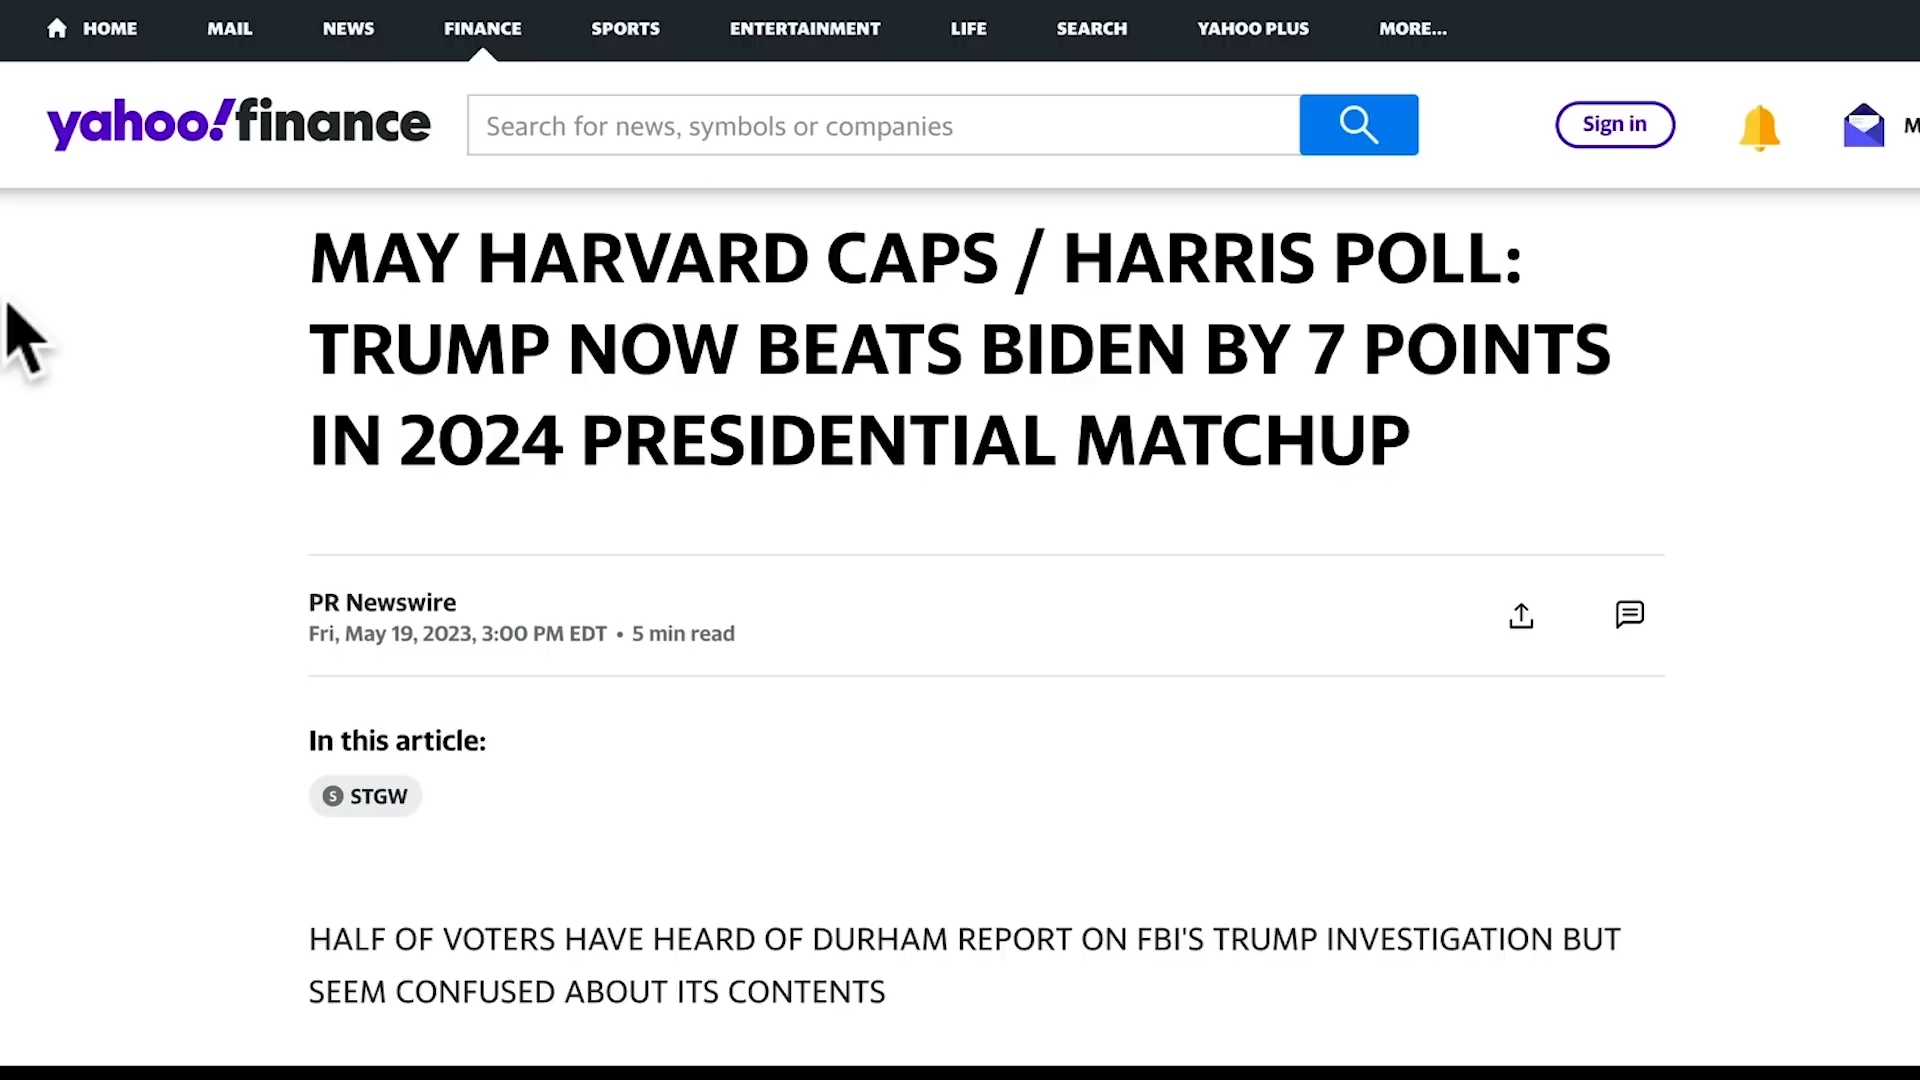 HOME MAIL NEWS FINANCE SPORTS ENTERTAINMENT LIFE SEARCH YAHOO PLUS MORE...
yahoo!finance Search for news, symbols or companies Sign in M
MAY HARVARD CAPS / HARRIS POLL:
TRUMP NOW BEATS BIDEN BY 7 POINTS
IN 2024 PRESIDENTIAL MATCHUP
PR Newswire
Fri, May 19, 2023, 3:00 PM EDT • 5 min read
In this article:
S STGW
HALF OF VOTERS HAVE HEARD OF DURHAM REPORT ON FBI'S TRUMP INVESTIGATION BUT
SEEM CONFUSED ABOUT ITS CONTENTS